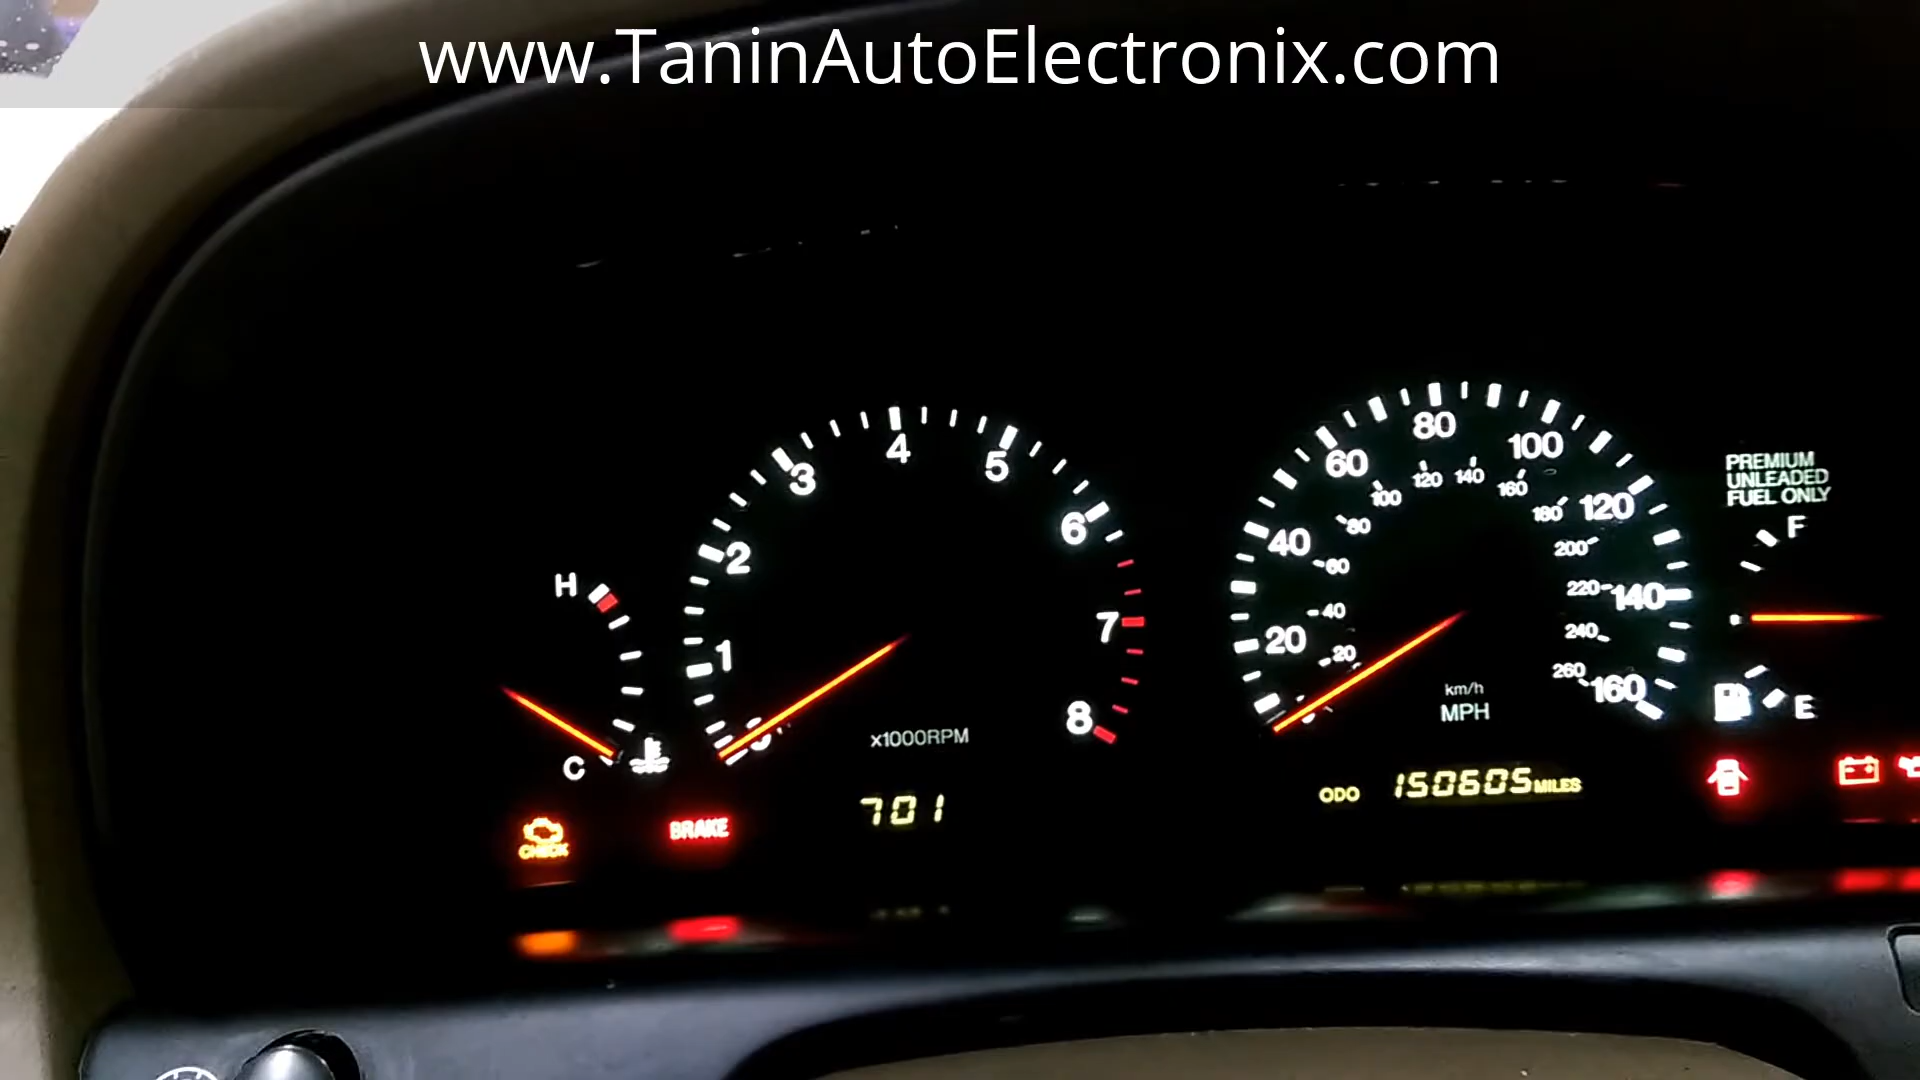 www.TaninAutoElectronix.com
H
C
CHECK
BRAKE
1
2
3
4
5
6
7
8
x1000RPM
701
20
40
60
80
100
120
140
160
20
40
60
80
100
120
140
160
180
200
220
240
260
km/h
MPH
ODO 150605 MILES
PREMIUM
UNLEADED
FUEL ONLY
F
E